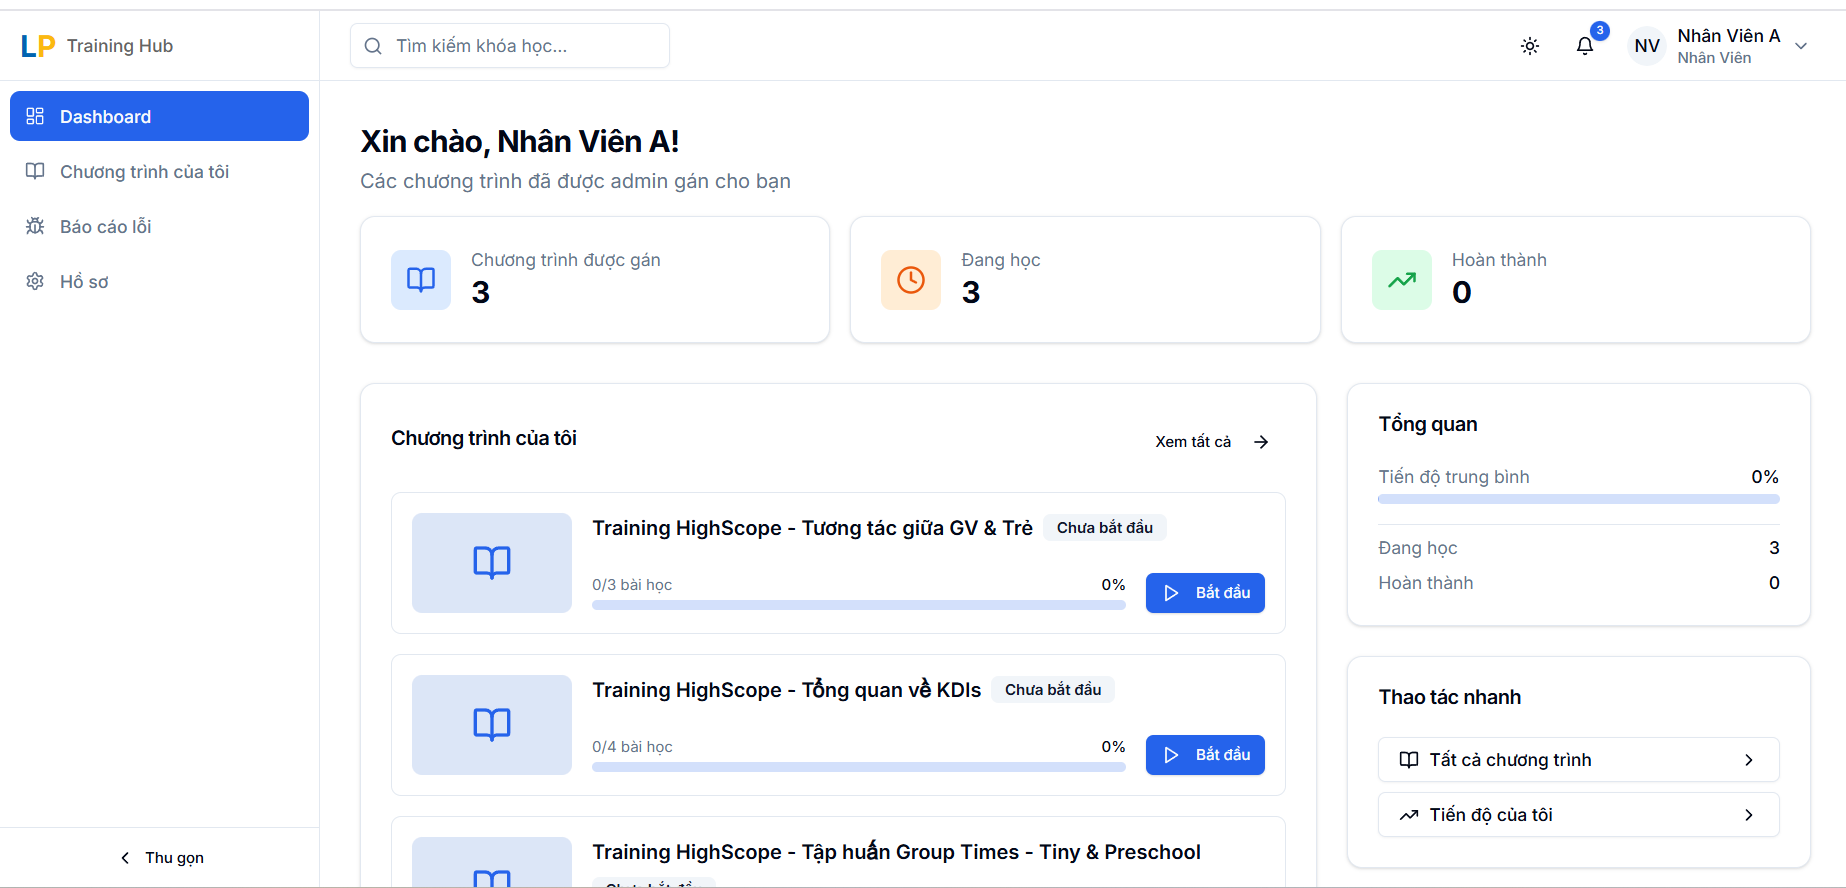 LP Training Hub
Tìm kiếm khóa học...
3
NV
Nhân Viên A
Nhân Viên
Dashboard
Chương trình của tôi
Báo cáo lỗi
Hồ sơ
Thu gọn
Xin chào, Nhân Viên A!
Các chương trình đã được admin gán cho bạn
Chương trình được gán
3
Đang học
3
Hoàn thành
0
Chương trình của tôi
Xem tất cả
Training HighScope - Tương tác giữa GV & Trẻ
Chưa bắt đầu
0/3 bài học
0%
Bắt đầu
Training HighScope - Tổng quan về KDIs
Chưa bắt đầu
0/4 bài học
0%
Bắt đầu
Training HighScope - Tập huấn Group Times - Tiny & Preschool
Chưa bắt đầu
Tổng quan
Tiến độ trung bình
0%
Đang học
3
Hoàn thành
0
Thao tác nhanh
Tất cả chương trình
Tiến độ của tôi